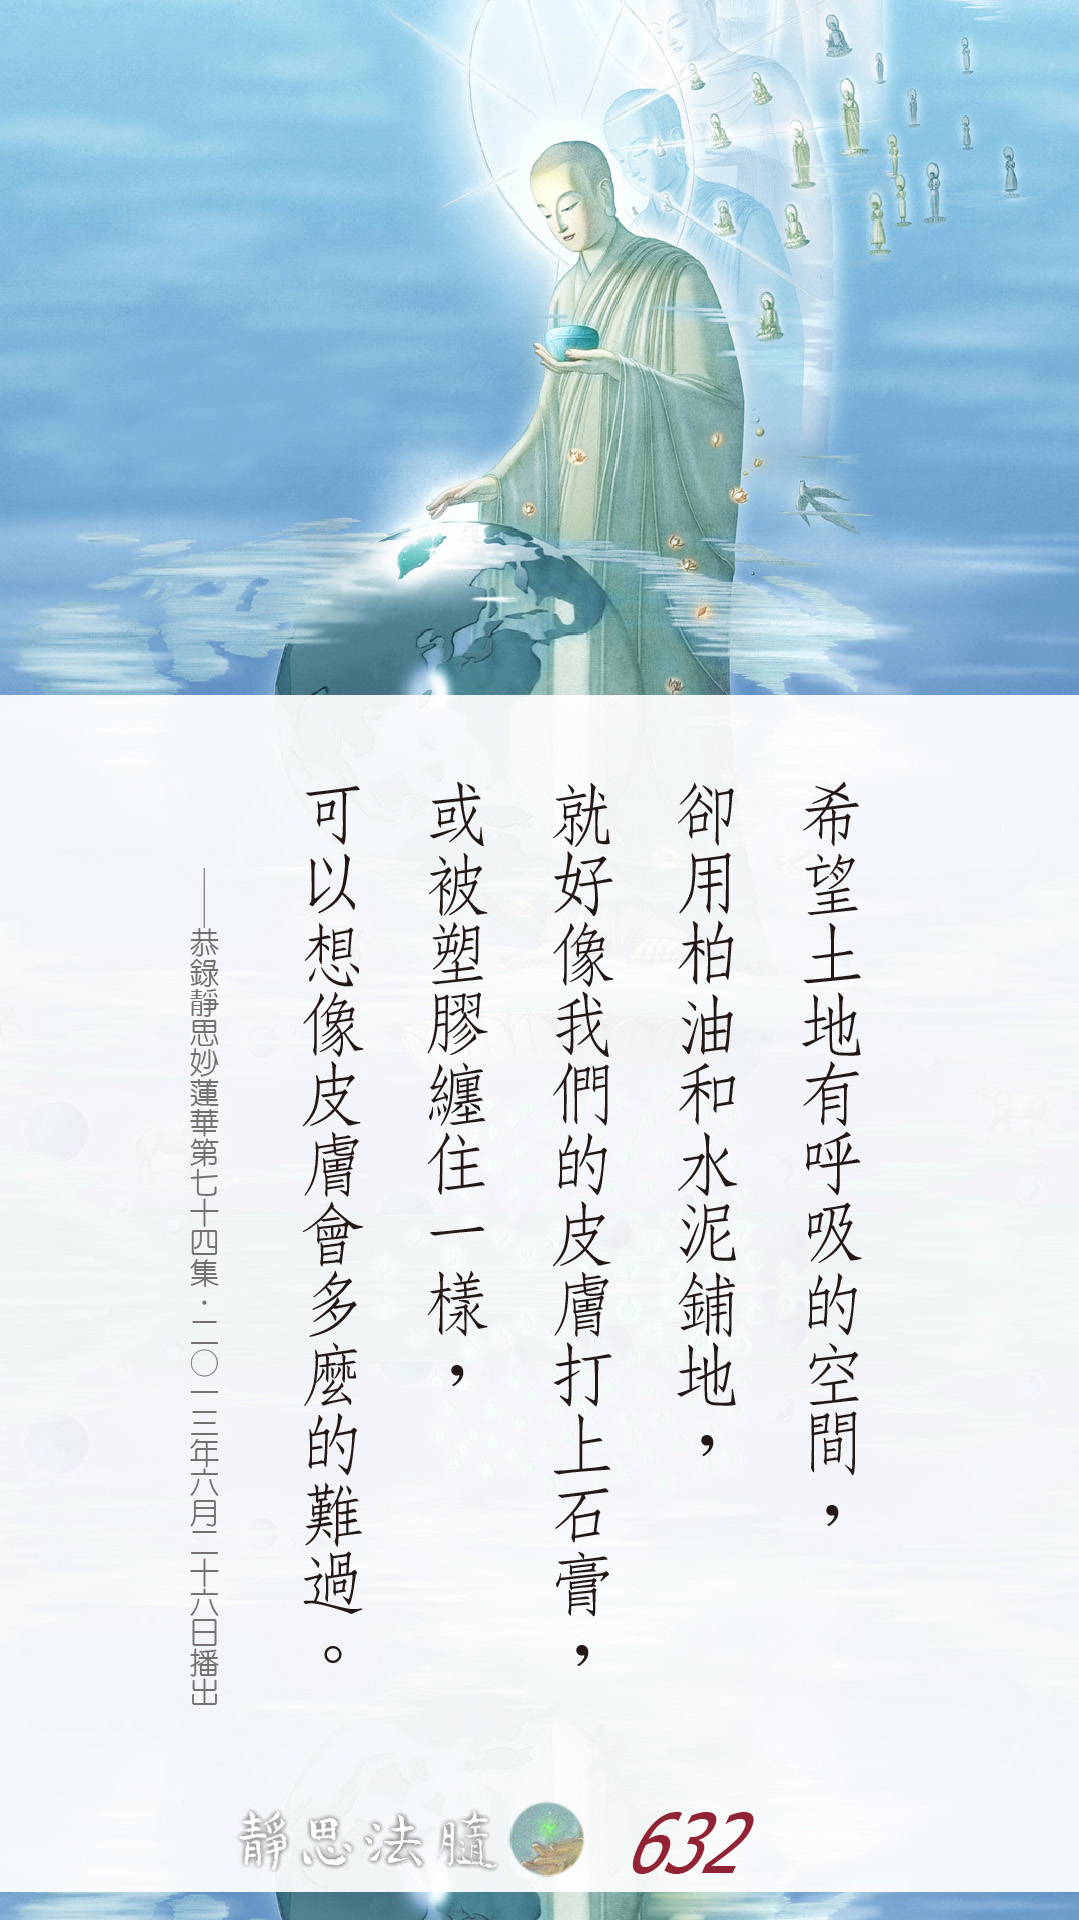 希望土地有呼吸的空間，
卻用柏油和水泥鋪地，
就好像我們的皮膚打上石膏，
或被塑膠纏住一樣，
可以想像皮膚會多麼的難過。
——恭錄靜思妙蓮華第七十四集．二〇一三年六月二十六日播出
靜思法髓 632